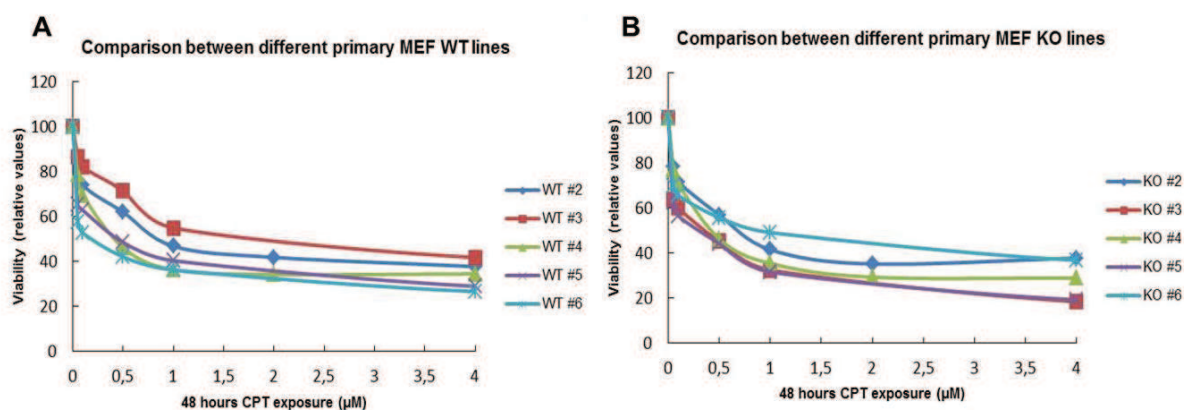 A
Comparison between different primary MEF WT lines
Viability (relative values)
120
100
80
60
40
20
0
0 0,5 1 1,5 2 2,5 3 3,5 4
48 hours CPT exposure (µM)
WT #2
WT #3
WT #4
WT #5
WT #6
B
Comparison between different primary MEF KO lines
Viability (relative values)
120
100
80
60
40
20
0
0 0,5 1 1,5 2 2,5 3 3,5 4
48 hours CPT exposure (µM)
KO #2
KO #3
KO #4
KO #5
KO #6